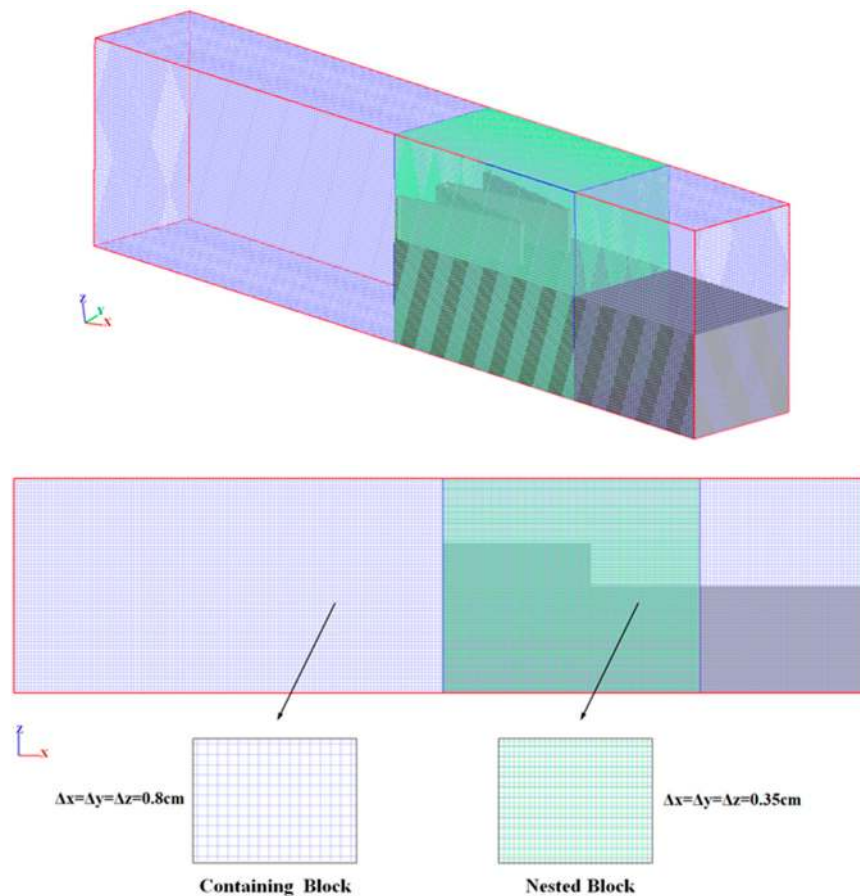 Z
Y
X
Z
X
Δx=Δy=Δz=0.8cm
Δx=Δy=Δz=0.35cm
Containing Block
Nested Block